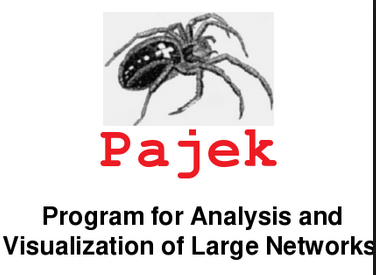 Pajek
Program for Analysis and
Visualization of Large Networks